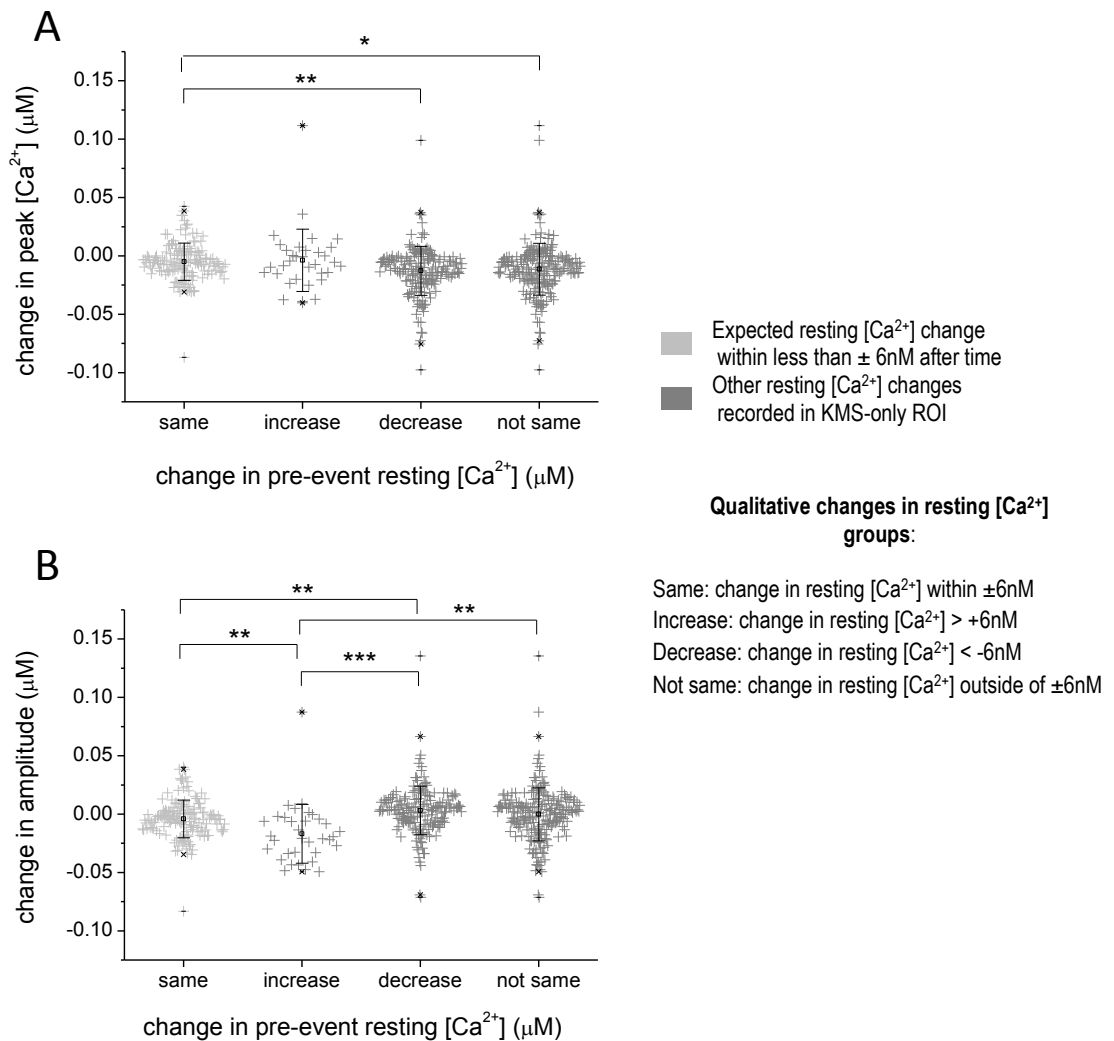 A
*
**
0.15
0.10
0.05
0.00
-0.05
-0.10
change in peak [Ca²⁺] (μM)
same increase decrease not same
change in pre-event resting [Ca²⁺] (μM)
Expected resting [Ca²⁺] change
within less than ± 6nM after time
Other resting [Ca²⁺] changes
recorded in KMS-only ROI
Qualitative changes in resting [Ca²⁺]
groups:
Same: change in resting [Ca²⁺] within ±6nM
Increase: change in resting [Ca²⁺] > +6nM
Decrease: change in resting [Ca²⁺] < -6nM
Not same: change in resting [Ca²⁺] outside of ±6nM
B
**
**
**
***
0.15
0.10
0.05
0.00
-0.05
-0.10
change in amplitude (μM)
same increase decrease not same
change in pre-event resting [Ca²⁺] (μM)